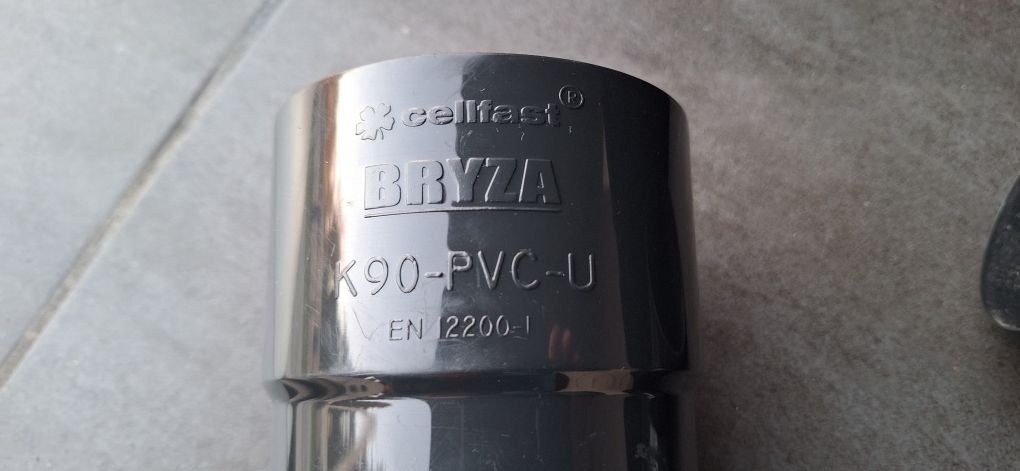 cellfast®
BRYZA
K90-PVC-U
EN 12200-1